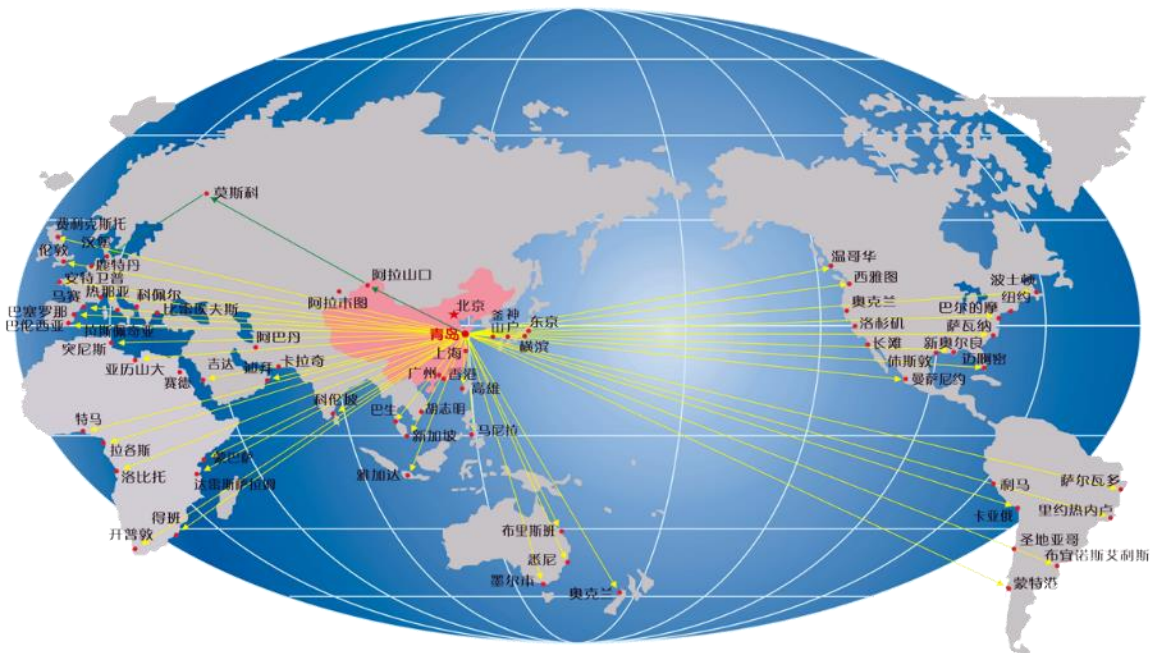 莫斯科
费利克斯托
汉堡
伦敦
鹿特丹
安特卫普
热那亚
科佩尔
马赛
比雷埃夫斯
巴塞罗那
巴伦西亚
拉斯佩奇亚
突尼斯
亚历山大
塞德
吉达
阿巴丹
迪拜
卡拉奇
阿拉山口
阿拉木图
北京
青岛
釜山
神户
东京
横滨
上海
广州
香港
高雄
科伦坡
巴生
胡志明
新加坡
马尼拉
雅加达
特马
拉各斯
洛比托
蒙巴萨
达雷斯萨拉姆
得班
开普敦
布里斯班
悉尼
墨尔本
奥克兰
温哥华
西雅图
奥克兰
洛杉矶
长滩
波士顿
纽约
巴尔的摩
萨瓦纳
新奥尔良
休斯敦
迈阿密
曼萨尼约
利马
萨尔瓦多
卡亚俄
里约热内卢
圣地亚哥
布宜诺斯艾利斯
蒙特港